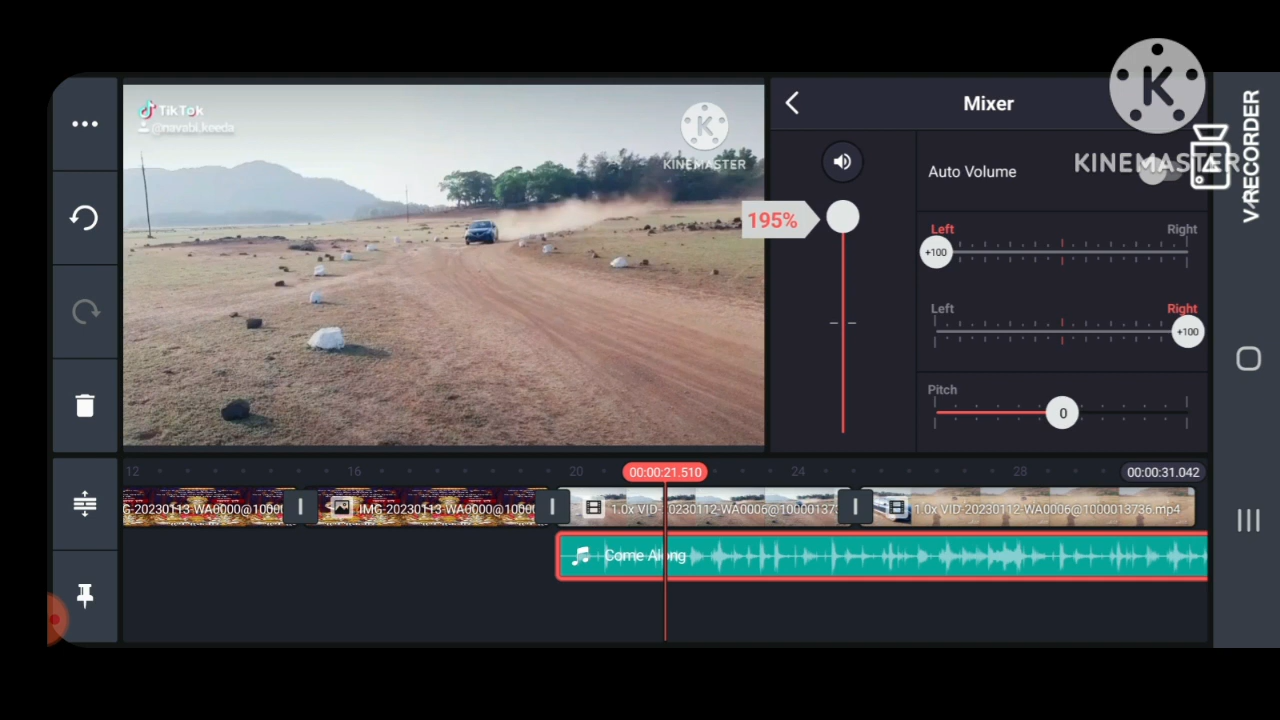 TikTok
@navabi_keeda
KINEMASTER
Mixer
KINEMASTER
V/RECORDER
195%
Auto Volume
Left
Right
+100
Left
Right
+100
Pitch
0
12
16
20
00:00:21.510
24
28
00:00:31.042
G-20230113-WA0000@1000
IMG-20230113-WA0000@1000
1.0x VID-20230112-WA0006@100001373
1.0x VID-20230112-WA0006@1000013736.mp4
Come Along